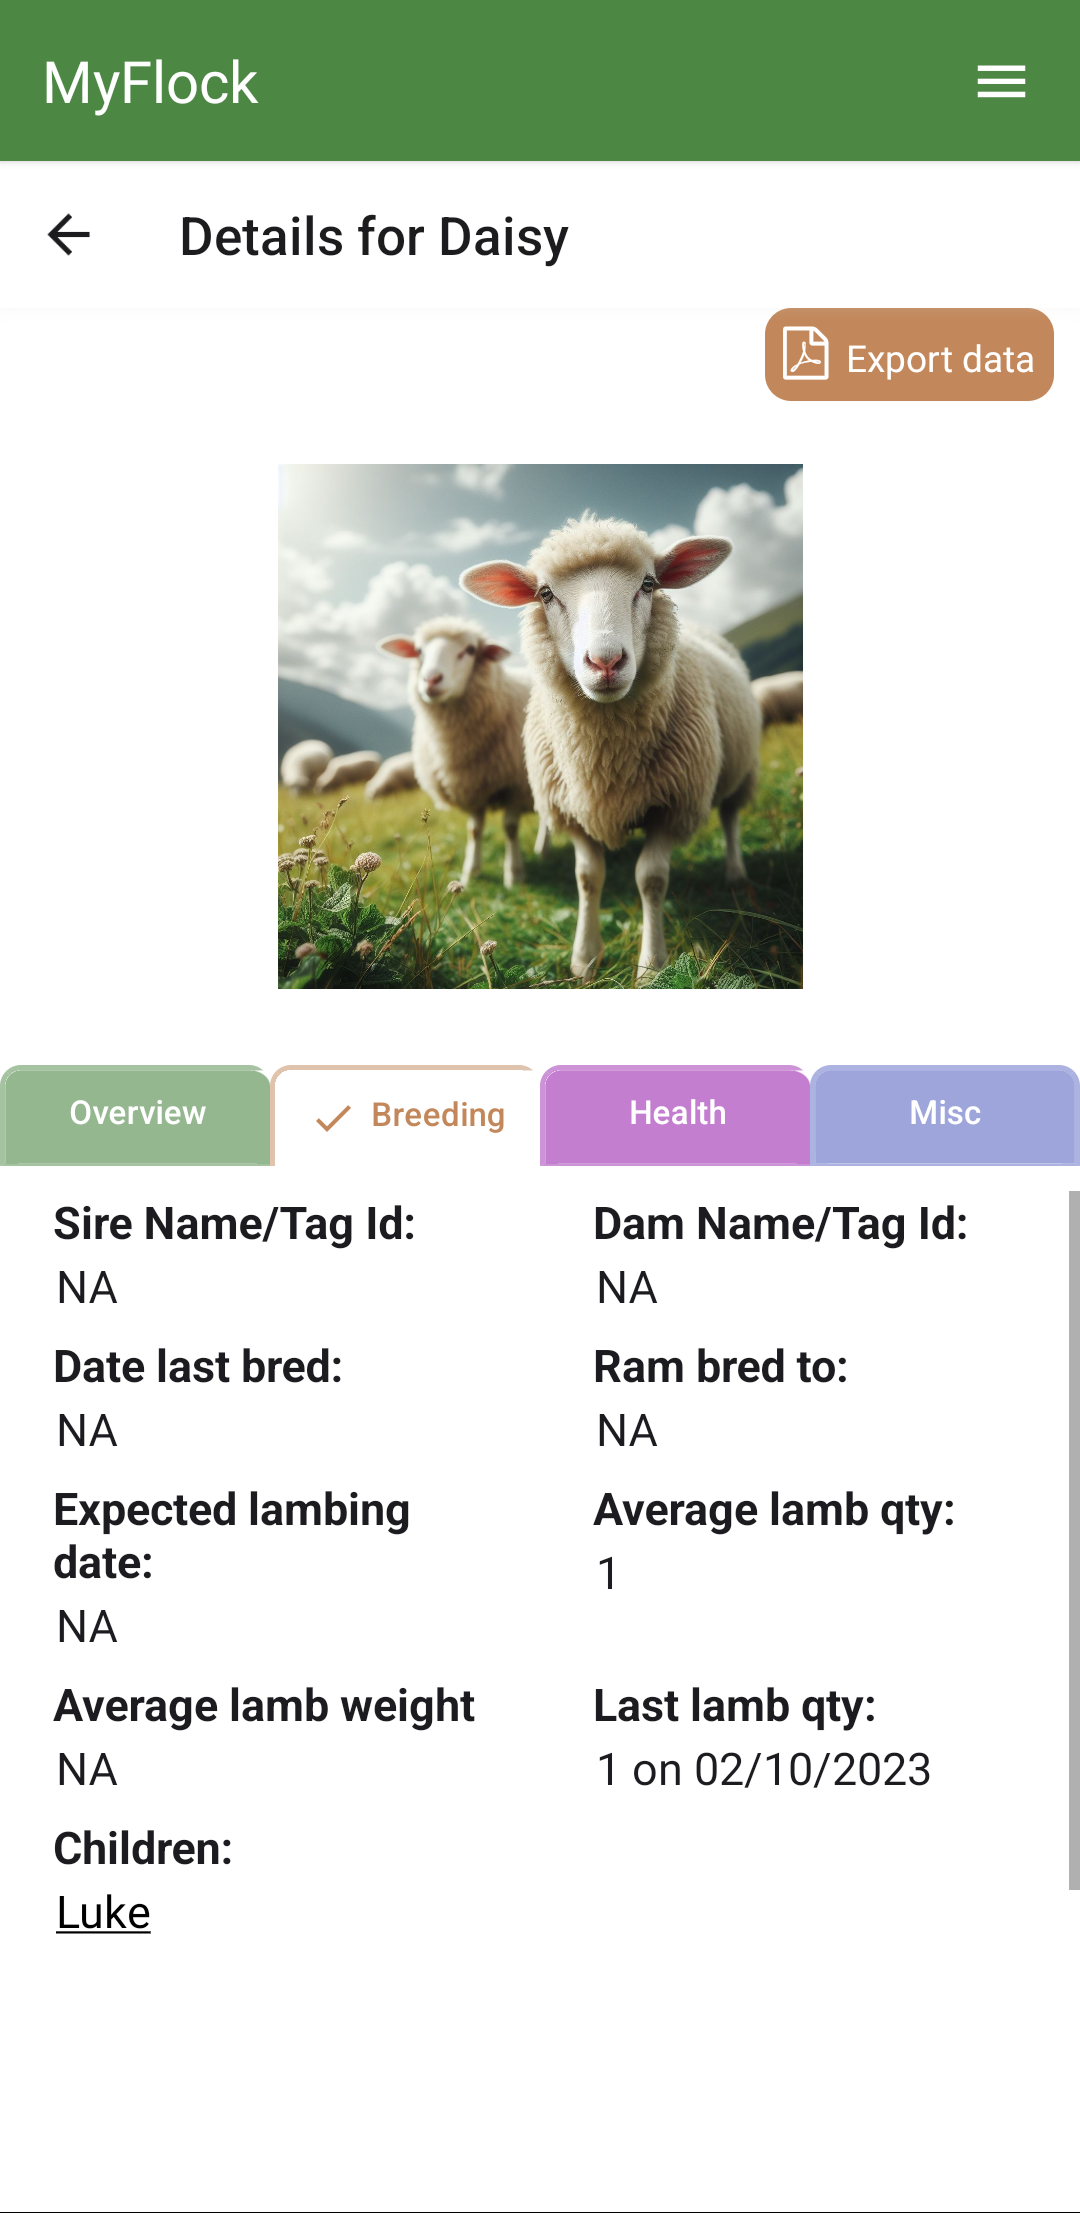 MyFlock
Details for Daisy
Export data
Overview
Breeding
Health
Misc
Sire Name/Tag Id:
NA
Dam Name/Tag Id:
NA
Date last bred:
NA
Ram bred to:
NA
Expected lambing
date:
NA
Average lamb qty:
1
Average lamb weight
NA
Last lamb qty:
1 on 02/10/2023
Children:
Luke